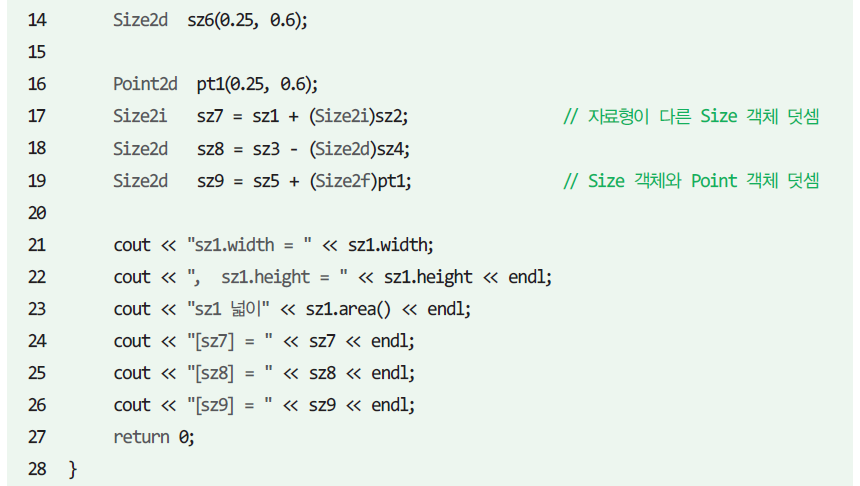 14 Size2d sz6(0.25, 0.6);
15
16 Point2d pt1(0.25, 0.6);
17 Size2i sz7 = sz1 + (Size2i)sz2; // 자료형이 다른 Size 객체 덧셈
18 Size2d sz8 = sz3 - (Size2d)sz4;
19 Size2d sz9 = sz5 + (Size2f)pt1; // Size 객체와 Point 객체 덧셈
20
21 cout << "sz1.width = " << sz1.width;
22 cout << ", sz1.height = " << sz1.height << endl;
23 cout << "sz1 넓이" << sz1.area() << endl;
24 cout << "[sz7] = " << sz7 << endl;
25 cout << "[sz8] = " << sz8 << endl;
26 cout << "[sz9] = " << sz9 << endl;
27 return 0;
28 }